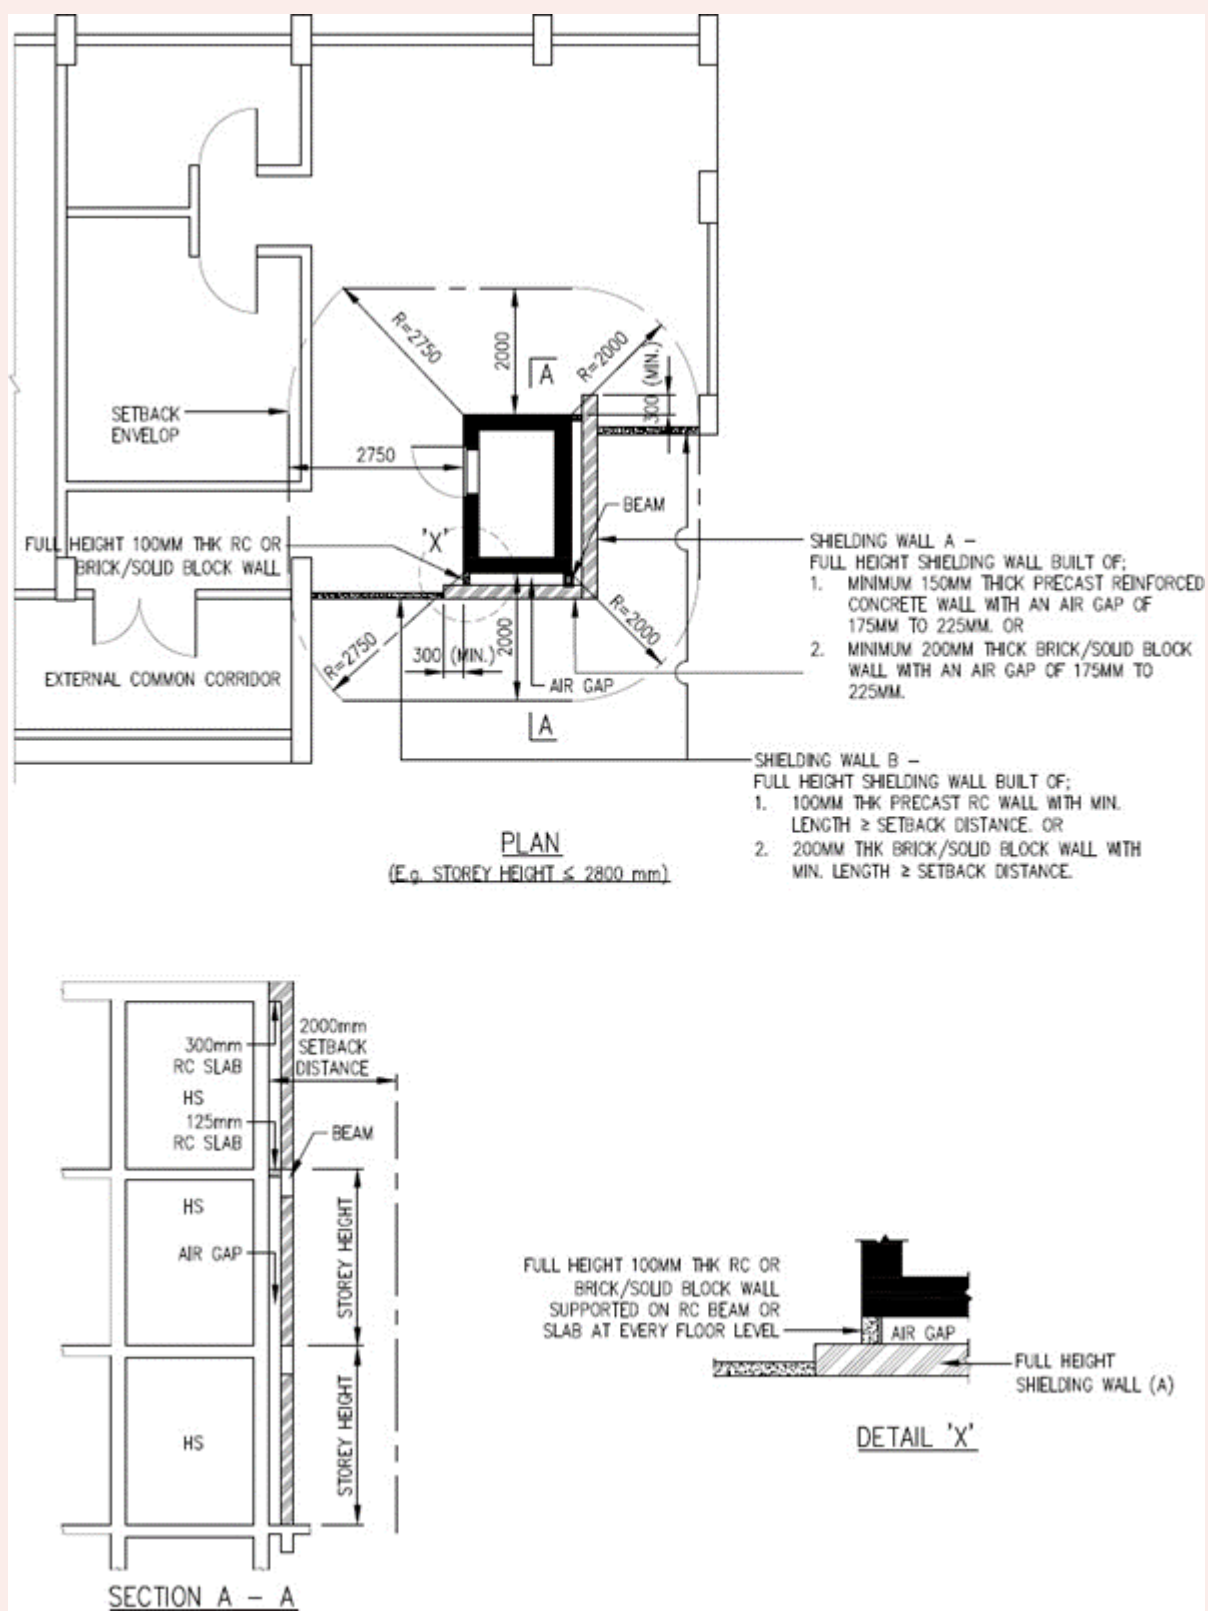 R=2750
2000
A
R=2000
300 (MIN.)
SETBACK
ENVELOP
2750
BEAM
'X'
FULL HEIGHT 100MM THK RC OR
BRICK/SOLID BLOCK WALL
SHIELDING WALL A –
FULL HEIGHT SHIELDING WALL BUILT OF;
1. MINIMUM 150MM THICK PRECAST REINFORCED
CONCRETE WALL WITH AN AIR GAP OF
175MM TO 225MM. OR
2. MINIMUM 200MM THICK BRICK/SOLID BLOCK
WALL WITH AN AIR GAP OF 175MM TO
225MM.
R=2750
300 (MIN.)
2000
R=2000
AIR GAP
EXTERNAL COMMON CORRIDOR
A
SHIELDING WALL B –
FULL HEIGHT SHIELDING WALL BUILT OF;
1. 100MM THK PRECAST RC WALL WITH MIN.
LENGTH ≥ SETBACK DISTANCE. OR
2. 200MM THK BRICK/SOLID BLOCK WALL WITH
MIN. LENGTH ≥ SETBACK DISTANCE.
PLAN
(E.g. STOREY HEIGHT ≤ 2800 mm)
300mm
RC SLAB
2000mm
SETBACK
DISTANCE
HS
125mm
RC SLAB
BEAM
HS
AIR GAP
STOREY HEIGHT
HS
STOREY HEIGHT
SECTION A – A
FULL HEIGHT 100MM THK RC OR
BRICK/SOLID BLOCK WALL
SUPPORTED ON RC BEAM OR
SLAB AT EVERY FLOOR LEVEL
AIR GAP
FULL HEIGHT
SHIELDING WALL (A)
DETAIL 'X'